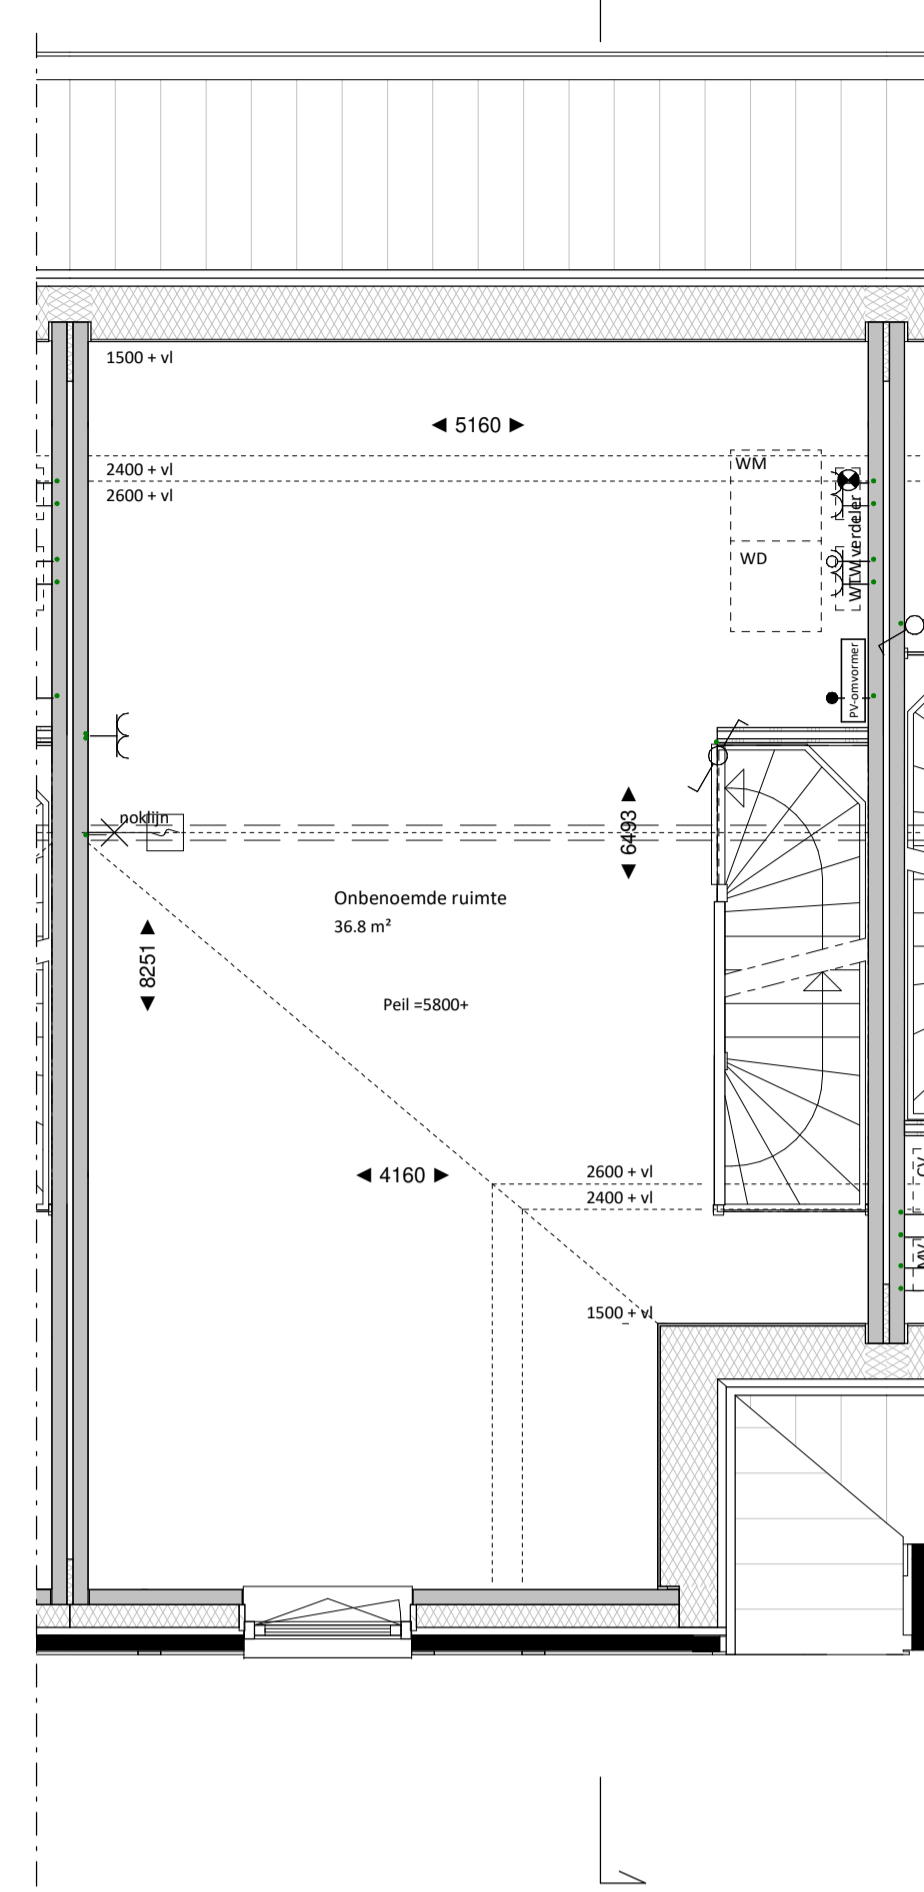 1500 + vl
5160
2400 + vl
2600 + vl
WM
WD
WTW verdeler
PV-omvormer
noklijn
6493
Onbenoemde ruimte
36.8 m²
8251
Peil =5800+
4160
2600 + vl
2400 + vl
CV
MV
1500 + vl